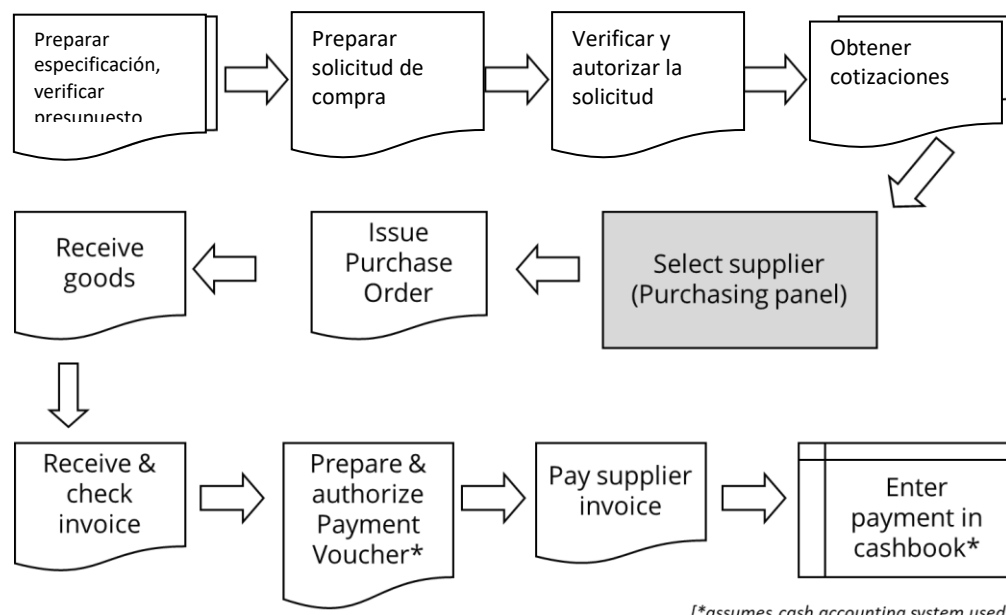 Preparar
especificación,
verificar
presupuesto
Preparar
solicitud de
compra
Verificar y
autorizar la
solicitud
Obtener
cotizaciones
Receive
goods
Issue
Purchase
Order
Select supplier
(Purchasing panel)
Receive &
check
invoice
Prepare &
authorize
Payment
Voucher*
Pay supplier
invoice
Enter
payment in
cashbook*
[*assumes cash accounting system used